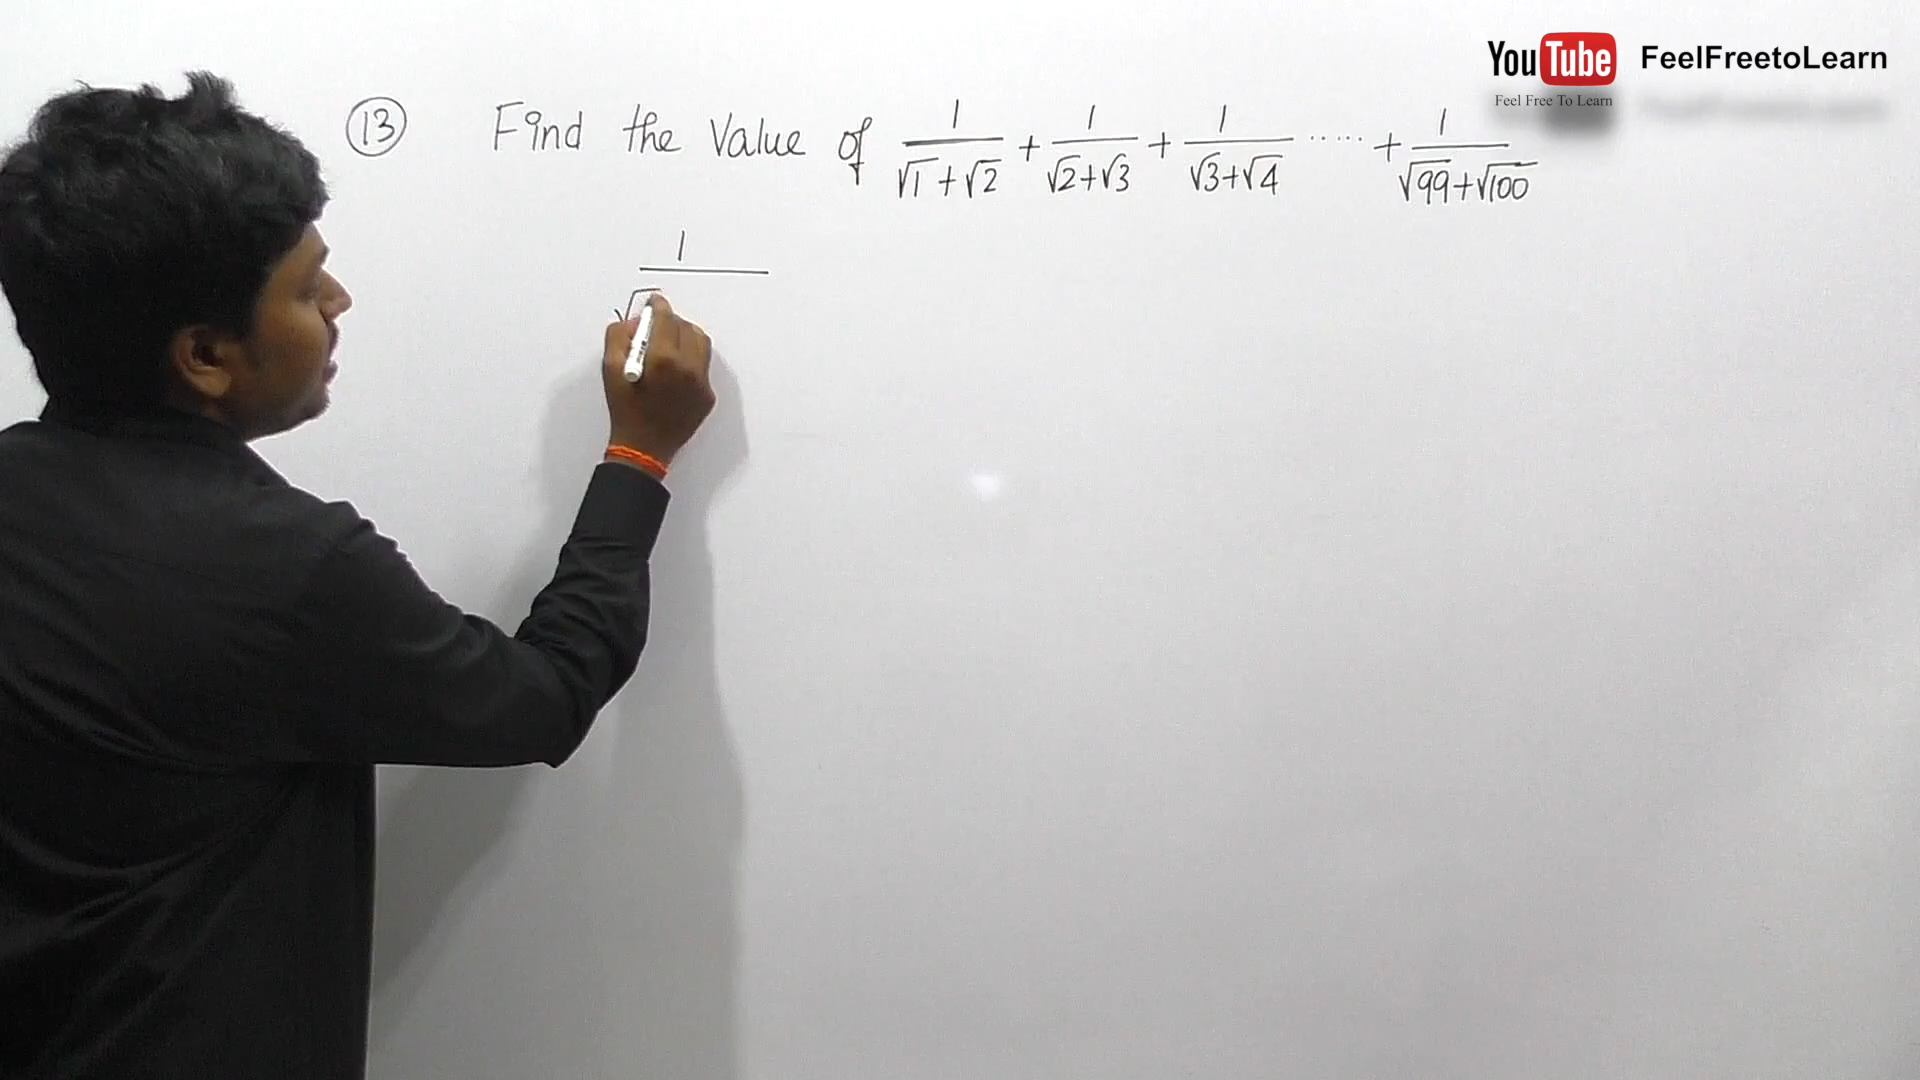 YouTube FeelFreetoLearn
Feel Free To Learn
13 Find the Value of 1/(√1+√2) + 1/(√2+√3) + 1/(√3+√4) ..... + 1/(√99+√100)
1/√